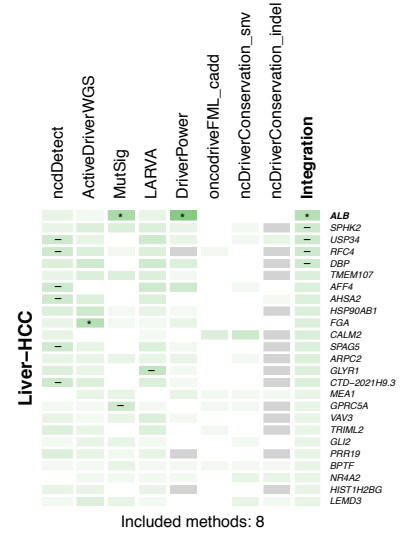 ncdDetect
ActiveDriverWGS
MutSig
LARVA
DriverPower
oncodriveFML_cadd
ncDriverConservation_snv
ncDriverConservation_indel
Integration
Liver−HCC
* * * ALB
− SPHK2
− − USP34
− − RFC4
− DBP
TMEM107
− AFF4
− AHSA2
HSP90AB1
* FGA
CALM2
− SPAG5
ARPC2
− GLYR1
− CTD−2021H9.3
MEA1
− GPRC5A
VAV3
TRIML2
GLI2
PRR19
BPTF
NR4A2
HIST1H2BG
LEMD3
Included methods: 8